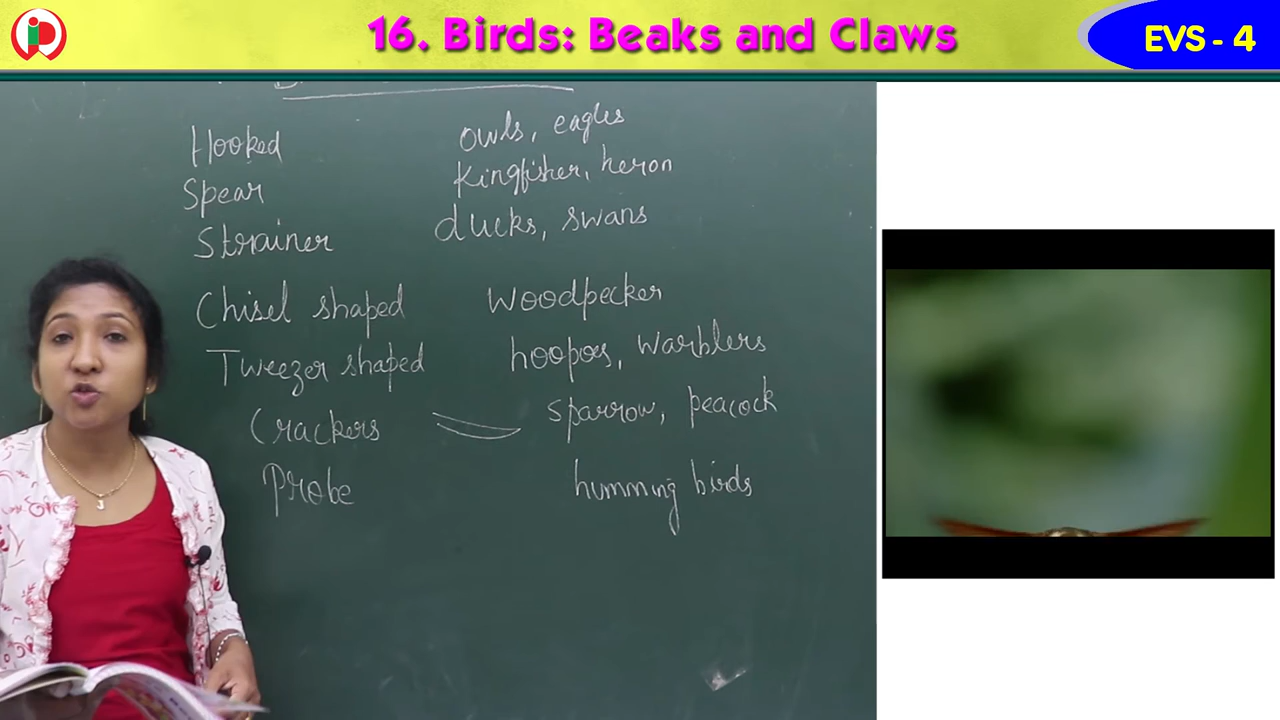 16. Birds: Beaks and Claws
EVS - 4
Hooked owls, eagles
Spear Kingfisher, heron
Strainer ducks, swans
Chisel shaped Woodpecker
Tweezer shaped hoopoes, warblers
Crackers sparrow, peacock
Probe humming birds